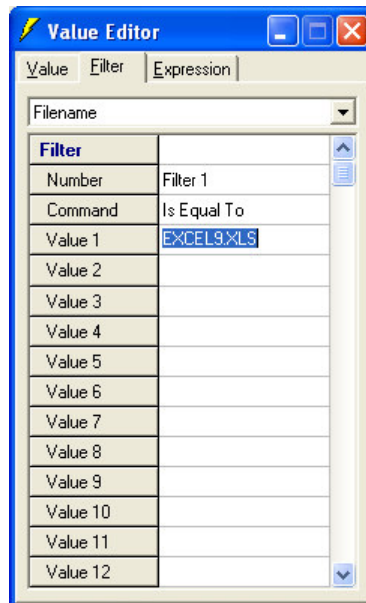 Value Editor
Value Filter Expression
Filename
Filter
Number Filter 1
Command Is Equal To
Value 1 EXCEL9.XLS
Value 2
Value 3
Value 4
Value 5
Value 6
Value 7
Value 8
Value 9
Value 10
Value 11
Value 12